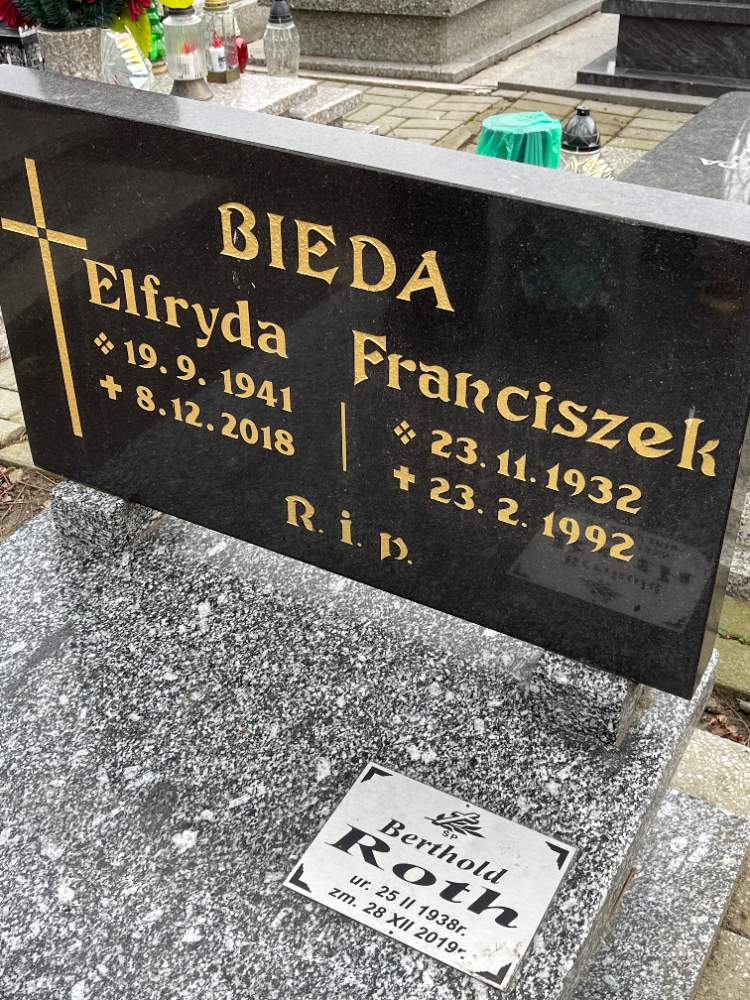 BIEDA
Elfryda
19. 9. 1941
8. 12. 2018
Franciszek
23. 11. 1932
23. 2. 1992
R. i. p.
ŚP
Berthold
Roth
ur. 25 II 1938r.
zm. 28 XII 2019r.